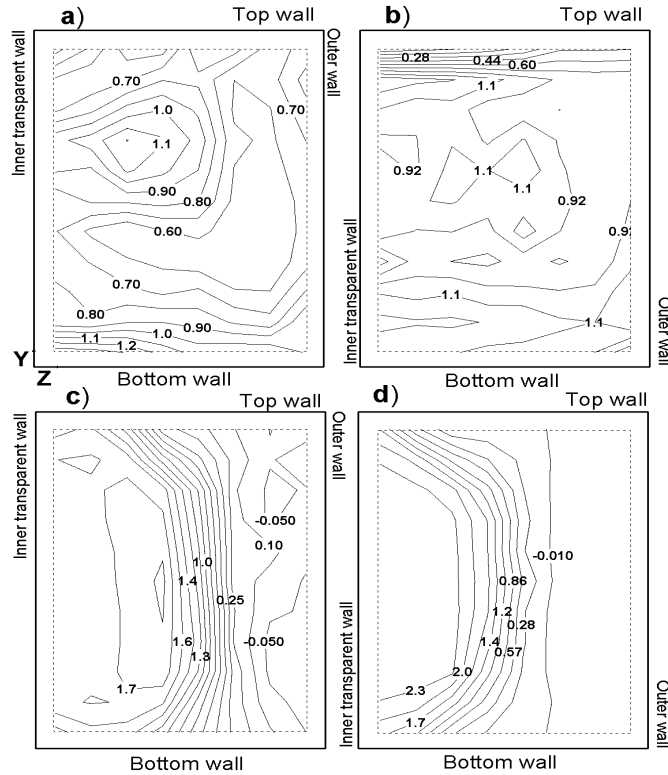 a)
Top wall
b)
Inner transparent wall
Outer wall
0.70
1.0
1.1
0.90
0.80
0.60
0.70
0.70
0.80
0.90
1.1
1.0
1.2
0.28
0.44
0.60
1.1
0.92
1.1
1.1
0.92
0.92
1.1
1.1
Inner transparent wall
Outer wall
Y
Z
Bottom wall
Bottom wall
c)
Top wall
d)
Top wall
Inner transparent wall
Outer wall
-0.050
0.10
1.0
1.4
0.25
1.6
-0.050
1.3
1.7
-0.010
0.86
1.2
0.28
1.4
0.57
2.0
2.3
1.7
Inner transparent wall
Outer wall
Bottom wall
Bottom wall